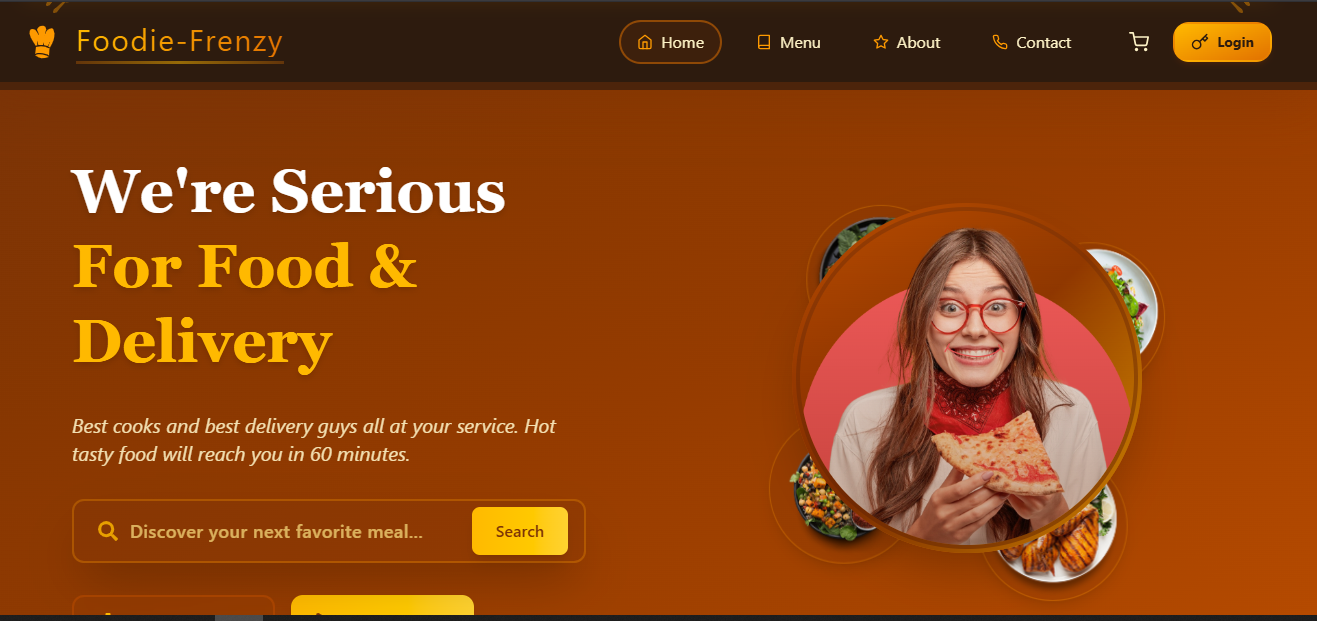 Foodie-Frenzy
Home
Menu
About
Contact
Login
We're Serious
For Food &
Delivery
Best cooks and best delivery guys all at your service. Hot
tasty food will reach you in 60 minutes.
Discover your next favorite meal...
Search